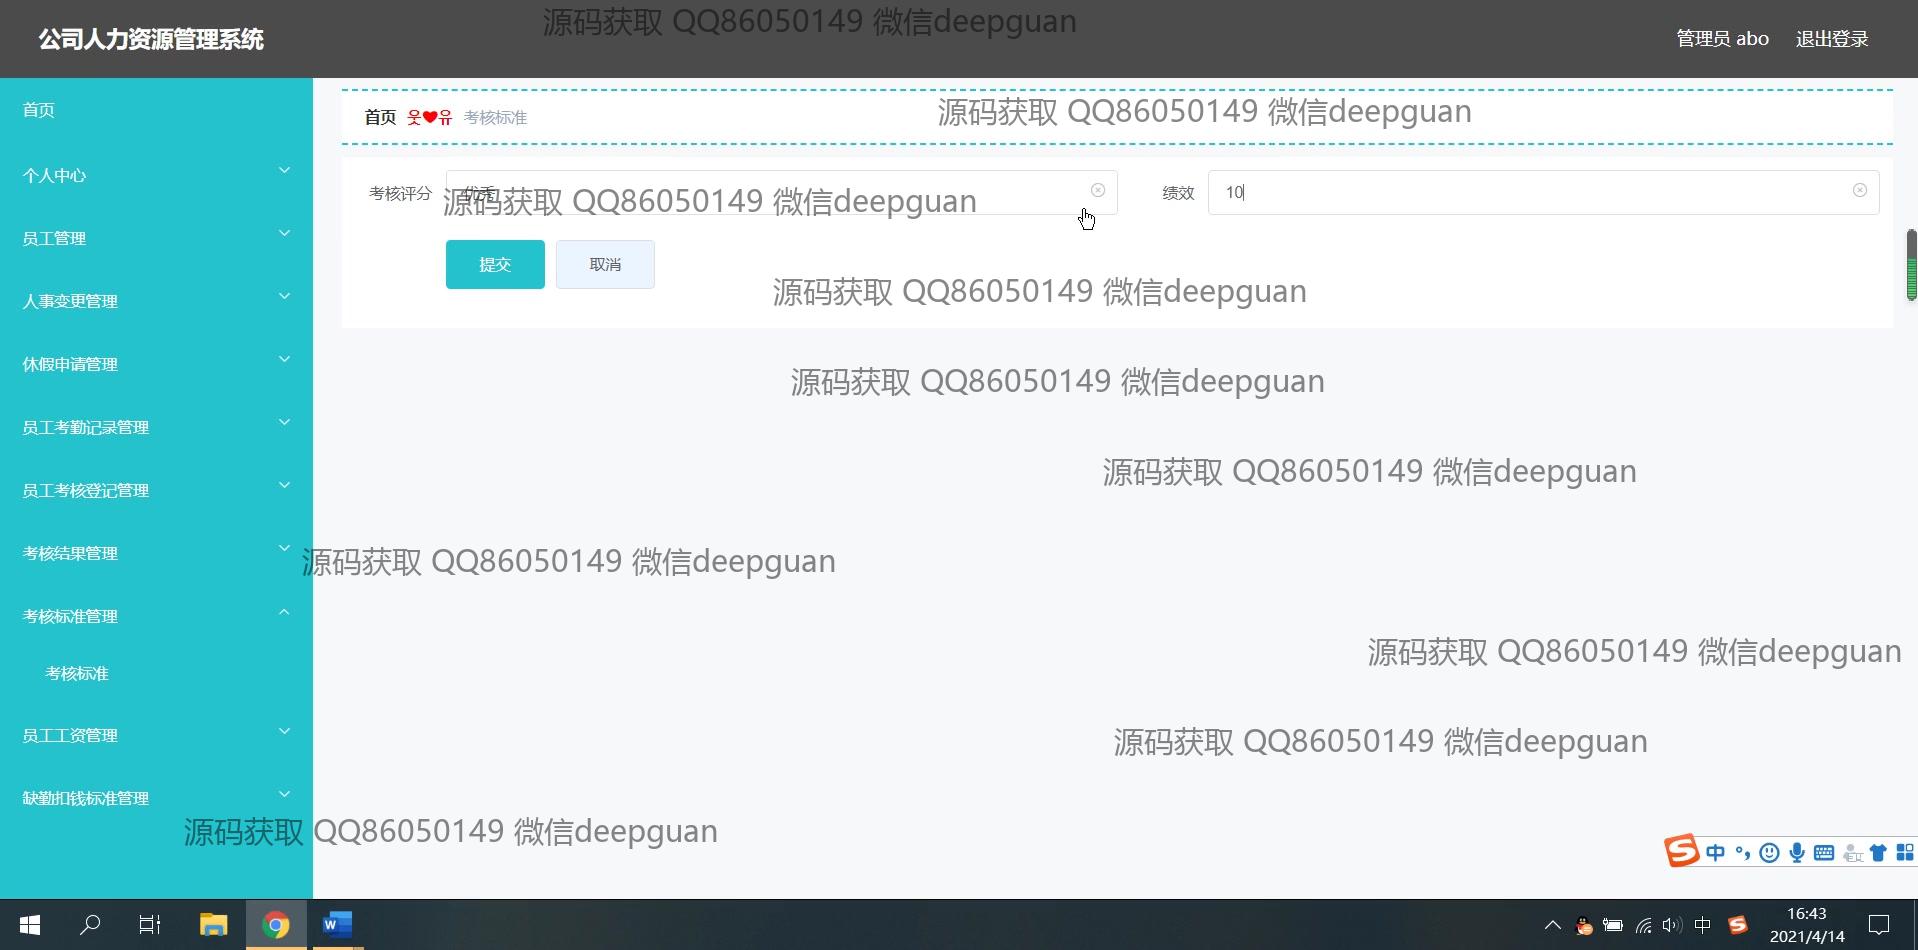 源码获取 QQ86050149 微信deepguan
公司人力资源管理系统
管理员 abo
退出登录
首页
个人中心
员工管理
人事变更管理
休假申请管理
员工考勤记录管理
员工考核登记管理
考核结果管理
考核标准管理
考核标准
员工工资管理
缺勤扣钱标准管理
首页 웃❤유 考核标准
源码获取 QQ86050149 微信deepguan
考核评分 优秀
绩效 10
源码获取 QQ86050149 微信deepguan
提交 取消
源码获取 QQ86050149 微信deepguan
源码获取 QQ86050149 微信deepguan
源码获取 QQ86050149 微信deepguan
源码获取 QQ86050149 微信deepguan
源码获取 QQ86050149 微信deepguan
源码获取 QQ86050149 微信deepguan
源码获取 QQ86050149 微信deepguan
中
中
16:43
2021/4/14